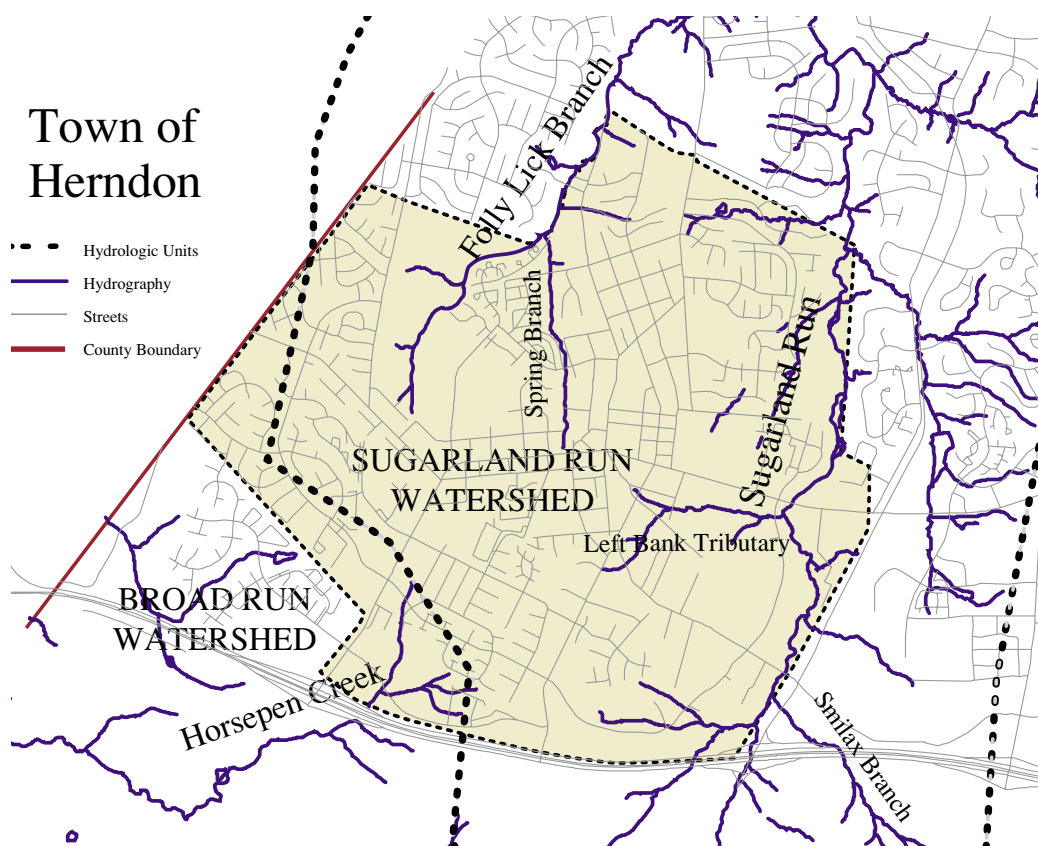 Town of
Herndon
Hydrologic Units
Hydrography
Streets
County Boundary
Folly Lick Branch
Spring Branch
Sugarland Run
SUGARLAND RUN
WATERSHED
Left Bank Tributary
BROAD RUN
WATERSHED
Horsepen Creek
Smilax Branch